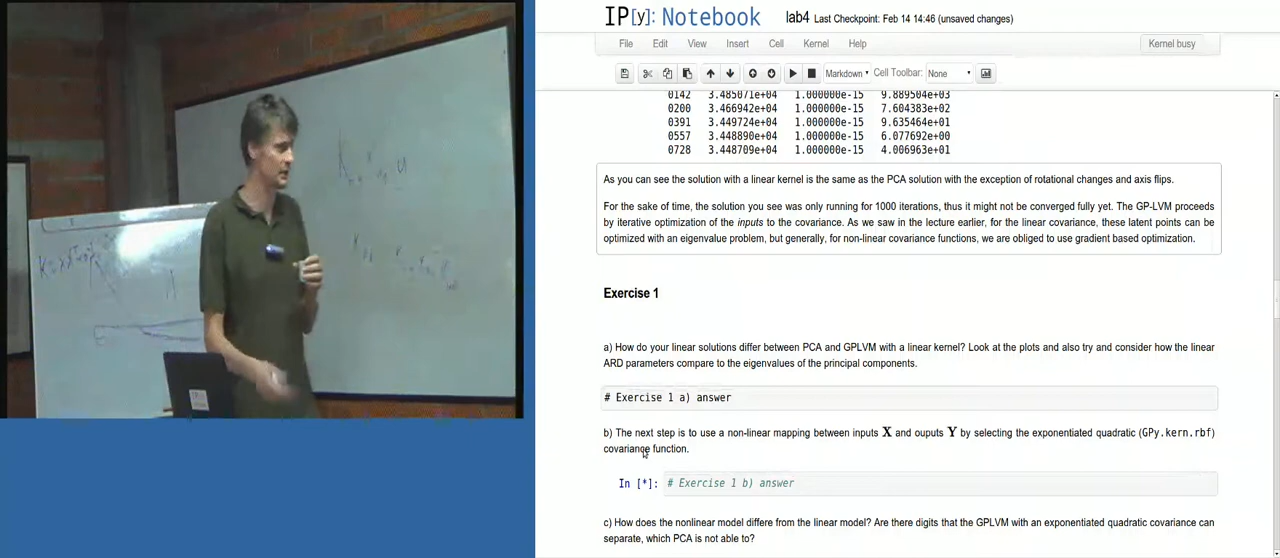 IP[y]: Notebook lab4 Last Checkpoint: Feb 14 14:46 (unsaved changes)
File Edit View Insert Cell Kernel Help Kernel busy
Markdown Cell Toolbar: None
0142 3.485071e+04 1.000000e-15 9.889504e+03
0200 3.466942e+04 1.000000e-15 7.604383e+02
0391 3.449724e+04 1.000000e-15 9.635464e+01
0557 3.448890e+04 1.000000e-15 6.077692e+00
0728 3.448709e+04 1.000000e-15 4.006963e+01
As you can see the solution with a linear kernel is the same as the PCA solution with the exception of rotational changes and axis flips.
For the sake of time, the solution you see was only running for 1000 iterations, thus it might not be converged fully yet. The GP-LVM proceeds
by iterative optimization of the inputs to the covariance. As we saw in the lecture earlier, for the linear covariance, these latent points can be
optimized with an eigenvalue problem, but generally, for non-linear covariance functions, we are obliged to use gradient based optimization.
Exercise 1
a) How do your linear solutions differ between PCA and GPLVM with a linear kernel? Look at the plots and also try and consider how the linear
ARD parameters compare to the eigenvalues of the principal components.
# Exercise 1 a) answer
b) The next step is to use a non-linear mapping between inputs X and ouputs Y by selecting the exponentiated quadratic (GPy.kern.rbf)
covariance function.
In [*]: # Exercise 1 b) answer
c) How does the nonlinear model differe from the linear model? Are there digits that the GPLVM with an exponentiated quadratic covariance can
separate, which PCA is not able to?